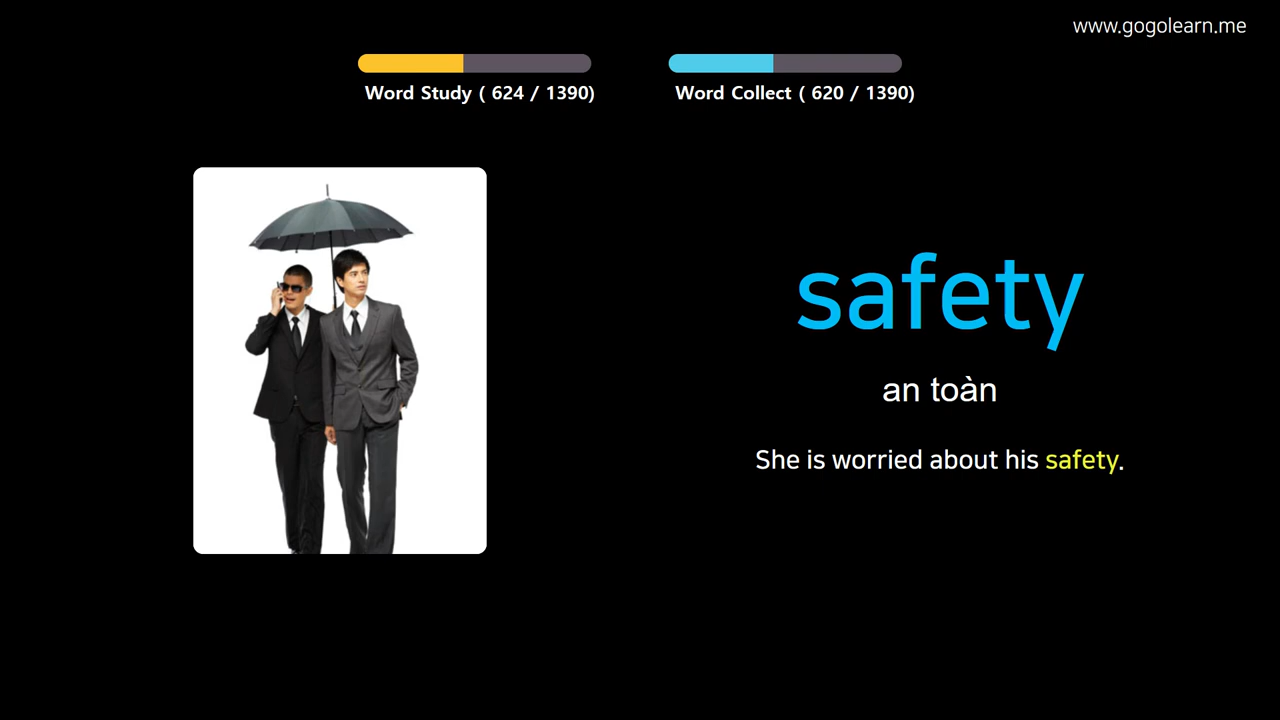 www.gogolearn.me
Word Study ( 624 / 1390)
Word Collect ( 620 / 1390)
safety
an toàn
She is worried about his safety.